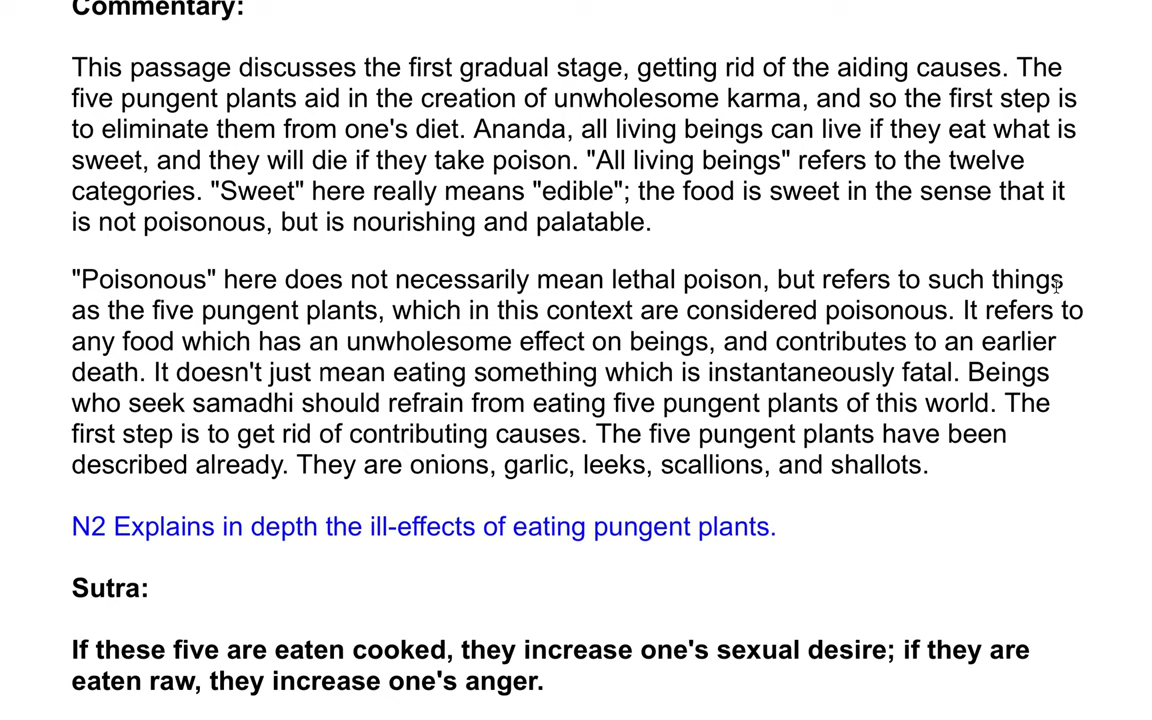 Commentary:
This passage discusses the first gradual stage, getting rid of the aiding causes. The
five pungent plants aid in the creation of unwholesome karma, and so the first step is
to eliminate them from one's diet. Ananda, all living beings can live if they eat what is
sweet, and they will die if they take poison. "All living beings" refers to the twelve
categories. "Sweet" here really means "edible"; the food is sweet in the sense that it
is not poisonous, but is nourishing and palatable.
"Poisonous" here does not necessarily mean lethal poison, but refers to such things
as the five pungent plants, which in this context are considered poisonous. It refers to
any food which has an unwholesome effect on beings, and contributes to an earlier
death. It doesn't just mean eating something which is instantaneously fatal. Beings
who seek samadhi should refrain from eating five pungent plants of this world. The
first step is to get rid of contributing causes. The five pungent plants have been
described already. They are onions, garlic, leeks, scallions, and shallots.
N2 Explains in depth the ill-effects of eating pungent plants.
Sutra:
If these five are eaten cooked, they increase one's sexual desire; if they are
eaten raw, they increase one's anger.